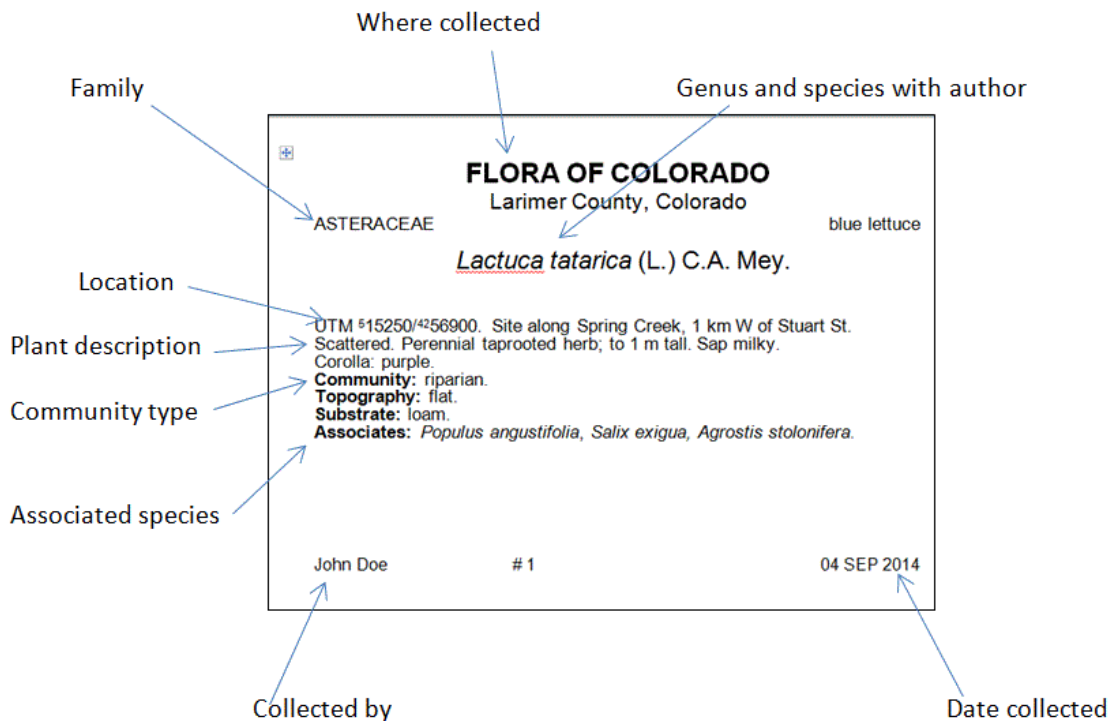 Where collected
Family
Genus and species with author
FLORA OF COLORADO
Larimer County, Colorado
ASTERACEAE
blue lettuce
Lactuca tatarica (L.) C.A. Mey.
Location
UTM ⁵15250/⁴²56900. Site along Spring Creek, 1 km W of Stuart St.
Plant description
Scattered. Perennial taprooted herb; to 1 m tall. Sap milky.
Corolla: purple.
Community: riparian.
Topography: flat.
Community type
Substrate: loam.
Associates: Populus angustifolia, Salix exigua, Agrostis stolonifera.
Associated species
John Doe
# 1
04 SEP 2014
Collected by
Date collected